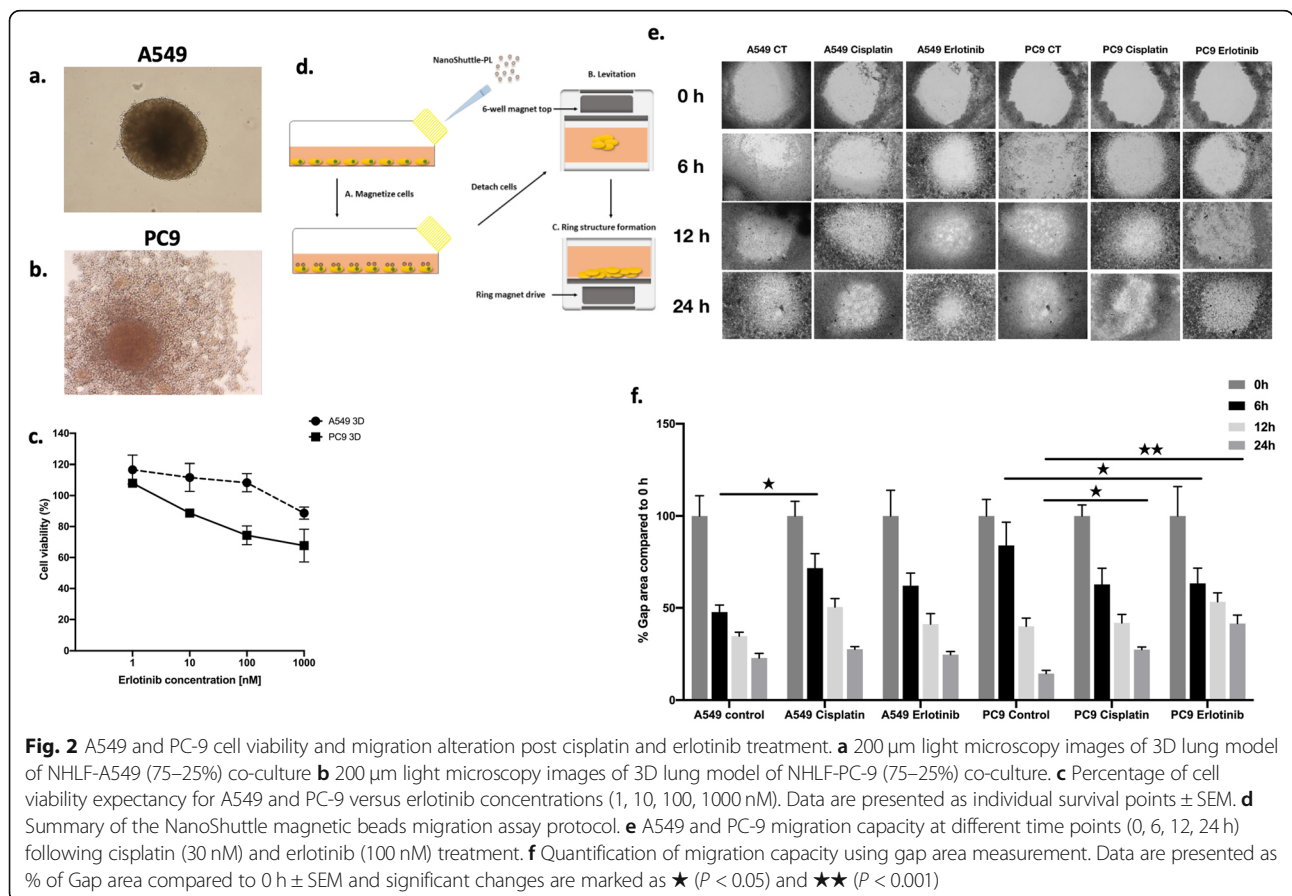 A549
a.
PC9
b.
c.
A549 3D
PC9 3D
140
120
100
80
60
40
20
0
Cell viability (%)
1 10 100 1000
Erlotinib concentration [nM]
d.
NanoShuttle-PL
A. Magnetize cells
Detach cells
B. Levitation
6-well magnet top
C. Ring structure formation
Ring magnet drive
e.
A549 CT A549 Cisplatin A549 Erlotinib PC9 CT PC9 Cisplatin PC9 Erlotinib
0 h
6 h
12 h
24 h
f.
0h
6h
12h
24h
150
100
50
0
% Gap area compared to 0 h
★
★★
★
★
A549 control A549 Cisplatin A549 Erlotinib PC9 Control PC9 Cisplatin PC9 Erlotinib
Fig. 2 A549 and PC-9 cell viability and migration alteration post cisplatin and erlotinib treatment. a 200 μm light microscopy images of 3D lung model
of NHLF-A549 (75–25%) co-culture b 200 μm light microscopy images of 3D lung model of NHLF-PC-9 (75–25%) co-culture. c Percentage of cell
viability expectancy for A549 and PC-9 versus erlotinib concentrations (1, 10, 100, 1000 nM). Data are presented as individual survival points ± SEM. d
Summary of the NanoShuttle magnetic beads migration assay protocol. e A549 and PC-9 migration capacity at different time points (0, 6, 12, 24 h)
following cisplatin (30 nM) and erlotinib (100 nM) treatment. f Quantification of migration capacity using gap area measurement. Data are presented as
% of Gap area compared to 0 h ± SEM and significant changes are marked as ★ (P < 0.05) and ★★ (P < 0.001)